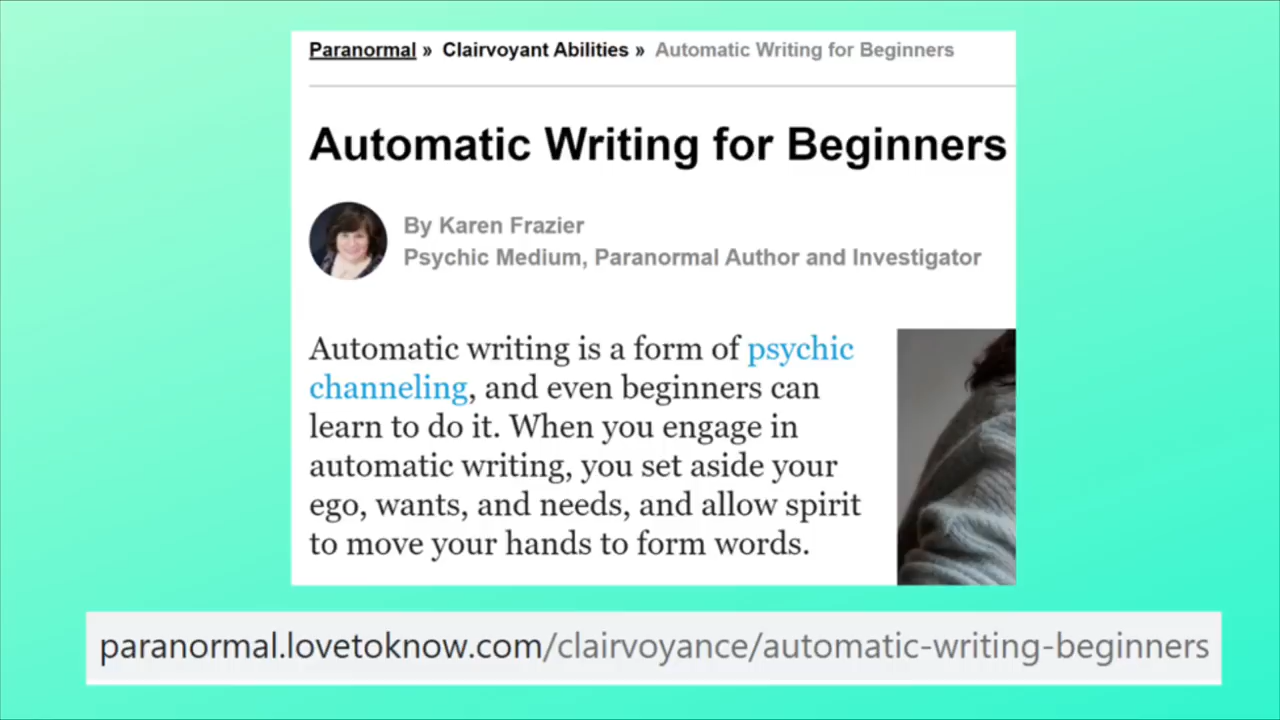 Paranormal » Clairvoyant Abilities » Automatic Writing for Beginners
Automatic Writing for Beginners
By Karen Frazier
Psychic Medium, Paranormal Author and Investigator
Automatic writing is a form of psychic
channeling, and even beginners can
learn to do it. When you engage in
automatic writing, you set aside your
ego, wants, and needs, and allow spirit
to move your hands to form words.
paranormal.lovetoknow.com/clairvoyance/automatic-writing-beginners